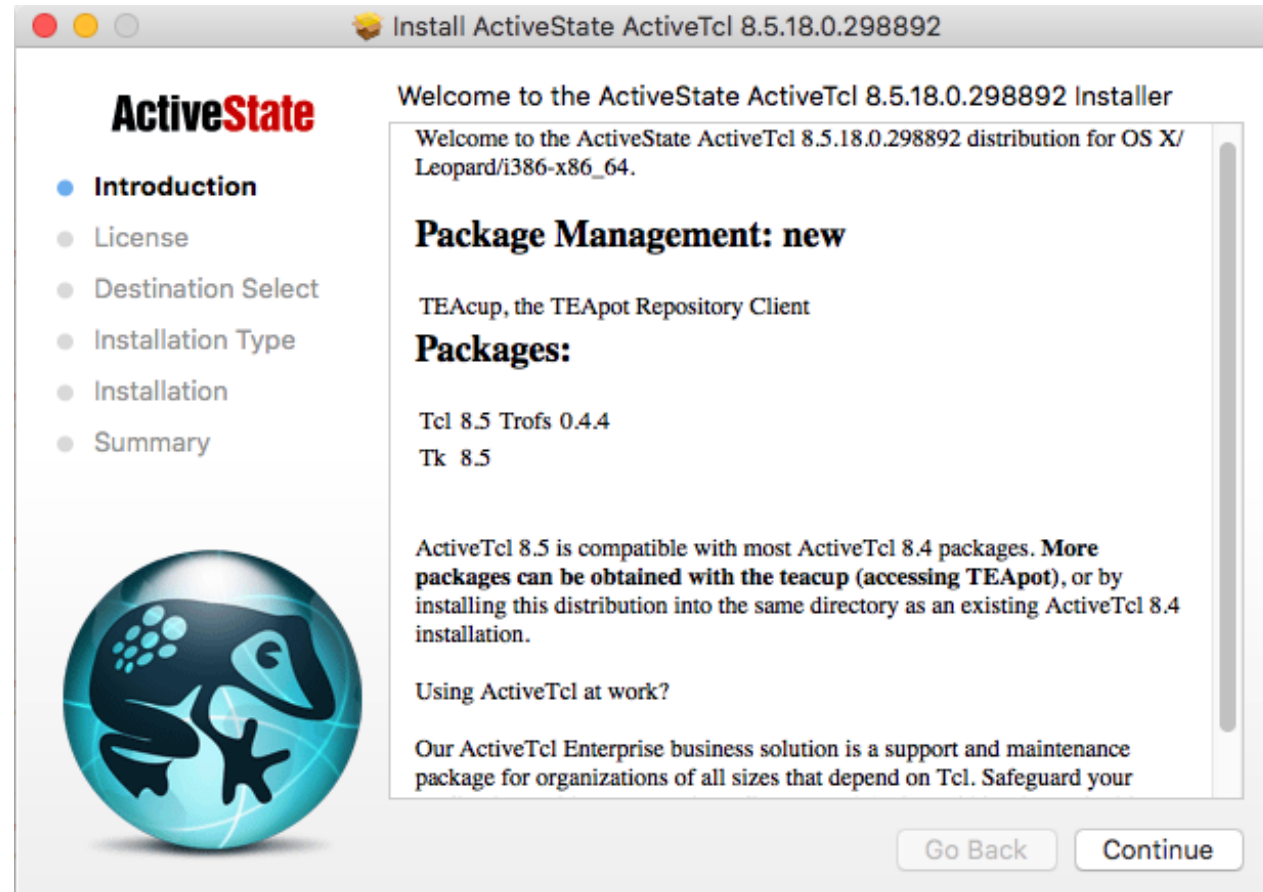 Install ActiveState ActiveTcl 8.5.18.0.298892
ActiveState
Welcome to the ActiveState ActiveTcl 8.5.18.0.298892 Installer
Introduction
License
Destination Select
Installation Type
Installation
Summary
Welcome to the ActiveState ActiveTcl 8.5.18.0.298892 distribution for OS X/
Leopard/i386-x86_64.
Package Management: new
TEAcup, the TEApot Repository Client
Packages:
Tcl 8.5 Trofs 0.4.4
Tk 8.5
ActiveTcl 8.5 is compatible with most ActiveTcl 8.4 packages. More
packages can be obtained with the teacup (accessing TEApot), or by
installing this distribution into the same directory as an existing ActiveTcl 8.4
installation.
Using ActiveTcl at work?
Our ActiveTcl Enterprise business solution is a support and maintenance
package for organizations of all sizes that depend on Tcl. Safeguard your
Go Back
Continue